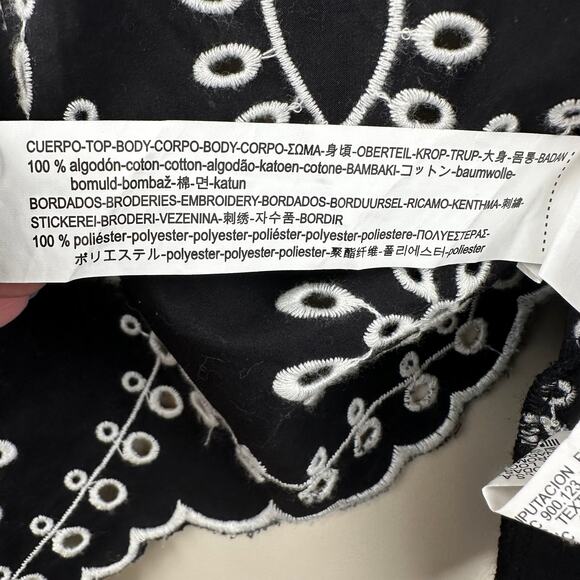 CUERPO-TOP-BODY-CORPO-BODY-CORPO-ΣΩΜΑ-身頃-OBERTEIL-KROP-TRUP-大身-몸통-BADAN
100 % algodón-coton-cotton-algodão-katoen-cotone-BAMBAKI-コットン-baumwolle-
bomuld-bombaž-棉-면-katun
BORDADOS-BRODERIES-EMBROIDERY-BORDADOS-BORDUURSEL-RICAMO-KENTHMA-刺繍-
STICKEREI-BRODERI-VEZENINA-刺绣-자수품-BORDIR
100 % poliéster-polyester-polyester-poliéster-polyester-poliestere-ΠΟΛΥΕΣΤΕΡΑΣ-
ポリエステル-polyester-polyester-poliester-聚酯纤维-폴리에스터-poliester
MPUTACION
C 900.123
TEX